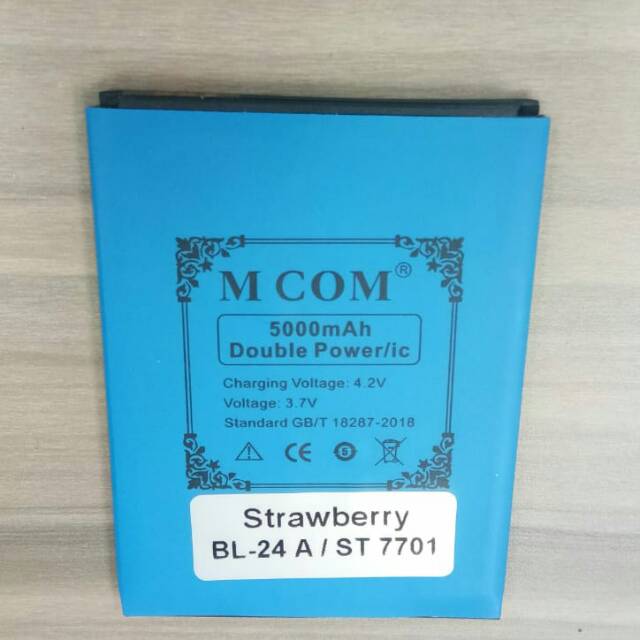 M COM®
5000mAh
Double Power/ic
Charging Voltage: 4.2V
Voltage: 3.7V
Standard GB/T 18287-2018
CE
Strawberry
BL-24 A / ST 7701